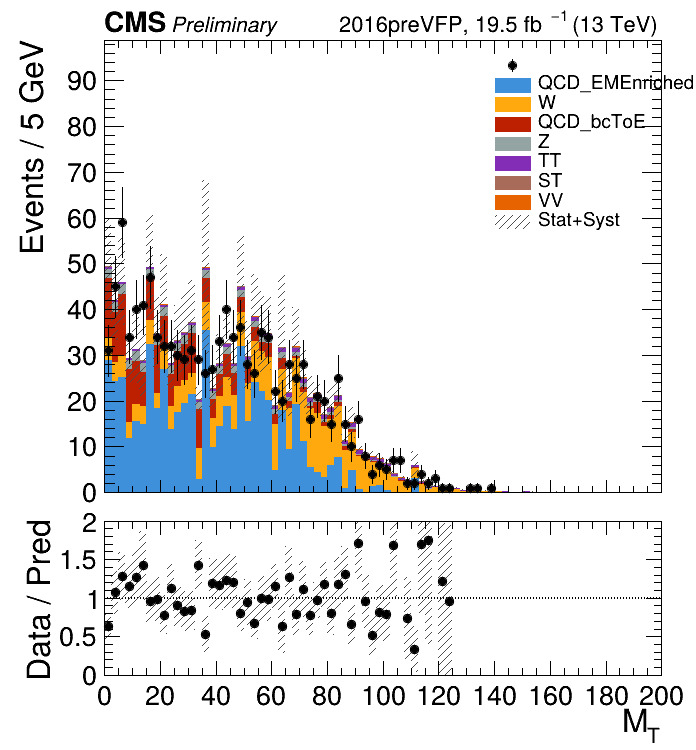 CMS Preliminary 2016preVFP, 19.5 fb⁻¹ (13 TeV)
Events / 5 GeV
90
80
70
60
50
40
30
20
10
0
QCD_EMEnriched
W
QCD_bcToE
Z
TT
ST
VV
Stat+Syst
Data / Pred
2
1.5
1
0.5
0
0 20 40 60 80 100 120 140 160 180 200
M_T